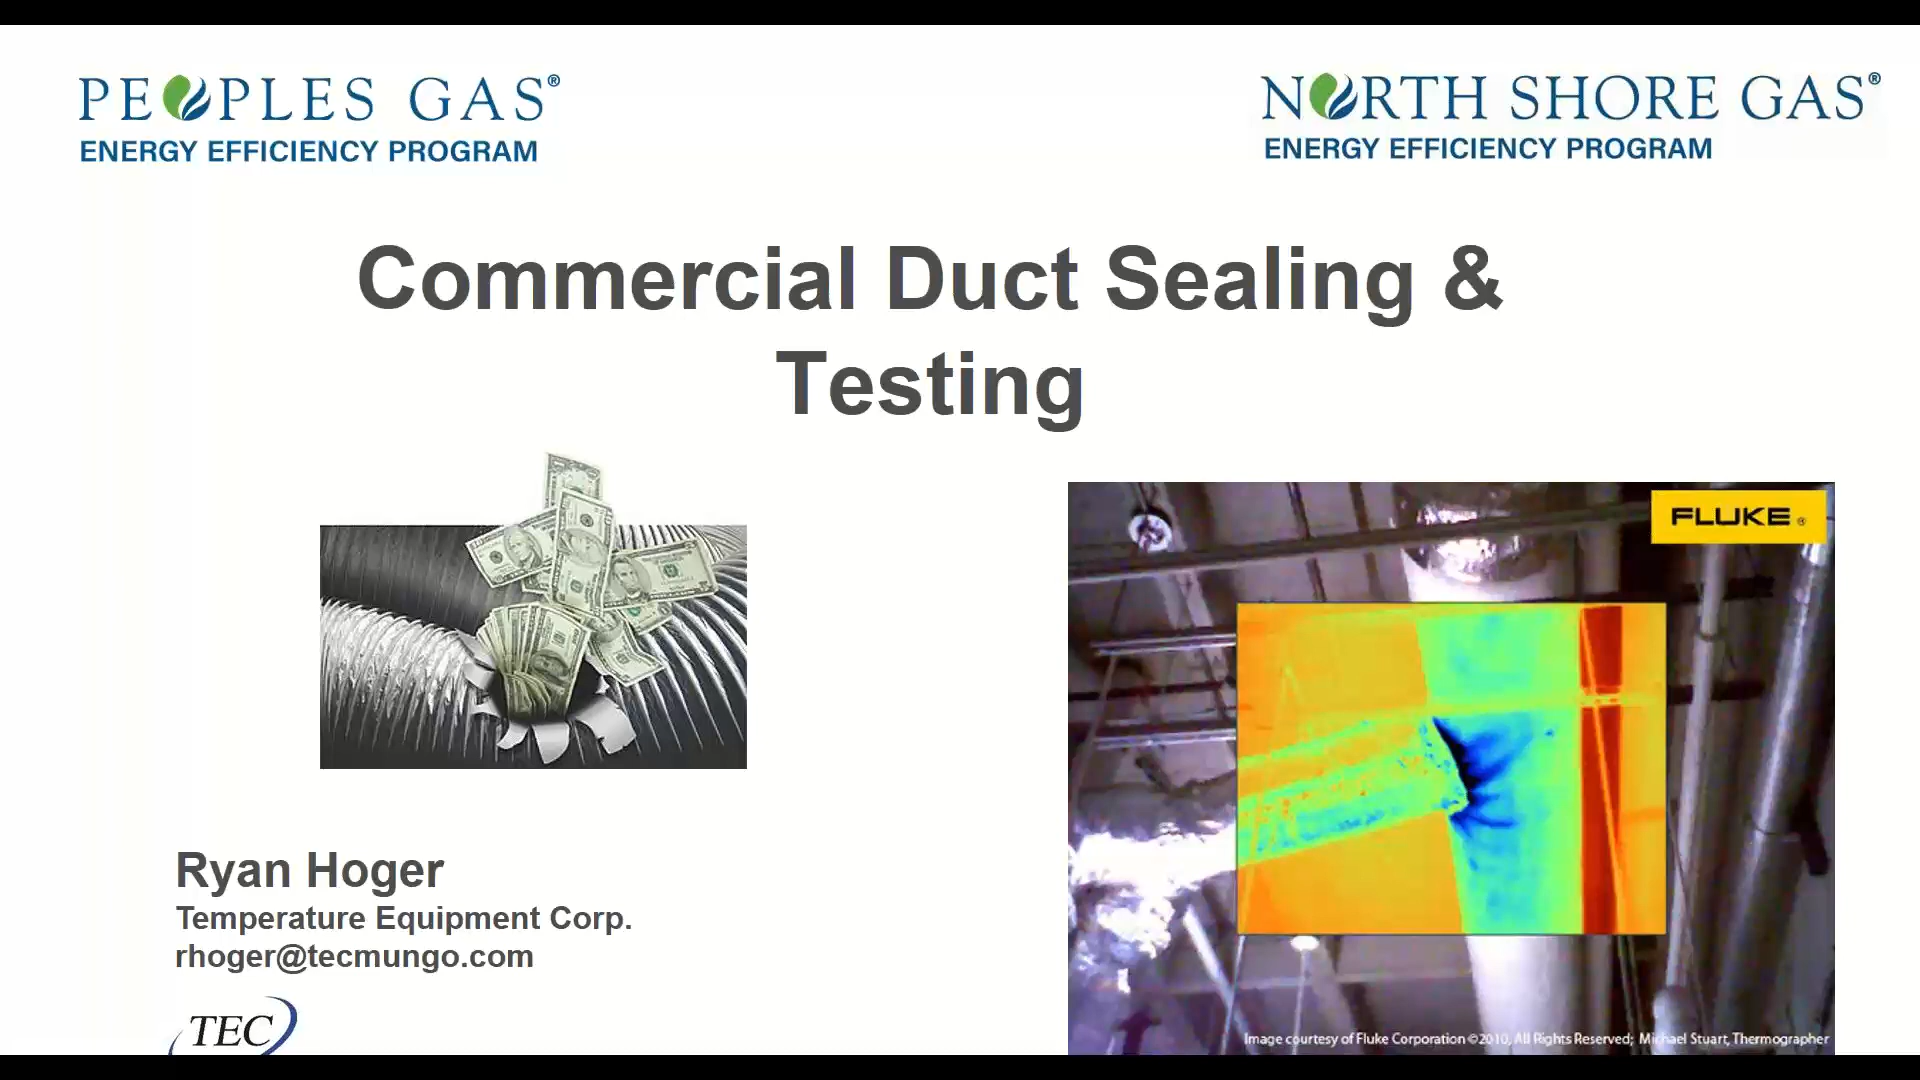 PEOPLES GAS®
ENERGY EFFICIENCY PROGRAM
NORTH SHORE GAS®
ENERGY EFFICIENCY PROGRAM
Commercial Duct Sealing &
Testing
FLUKE®
Ryan Hoger
Temperature Equipment Corp.
rhoger@tecmungo.com
TEC
Image courtesy of Fluke Corporation ©2010, All Rights Reserved; Michael Stuart, Thermographer